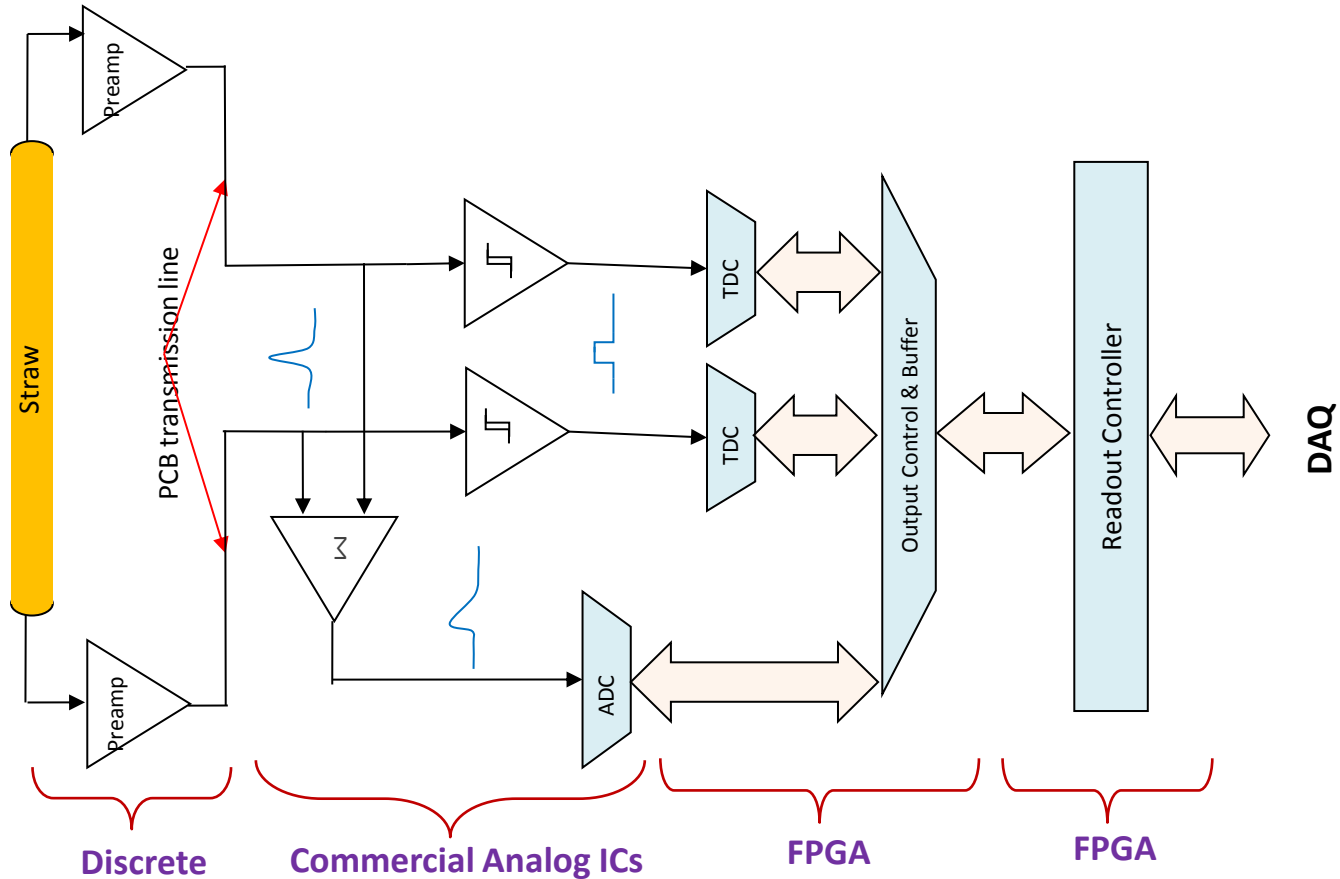 Straw
Preamp
Preamp
PCB transmission line
Σ
TDC
TDC
ADC
Output Control & Buffer
Readout Controller
DAQ
Discrete
Commercial Analog ICs
FPGA
FPGA